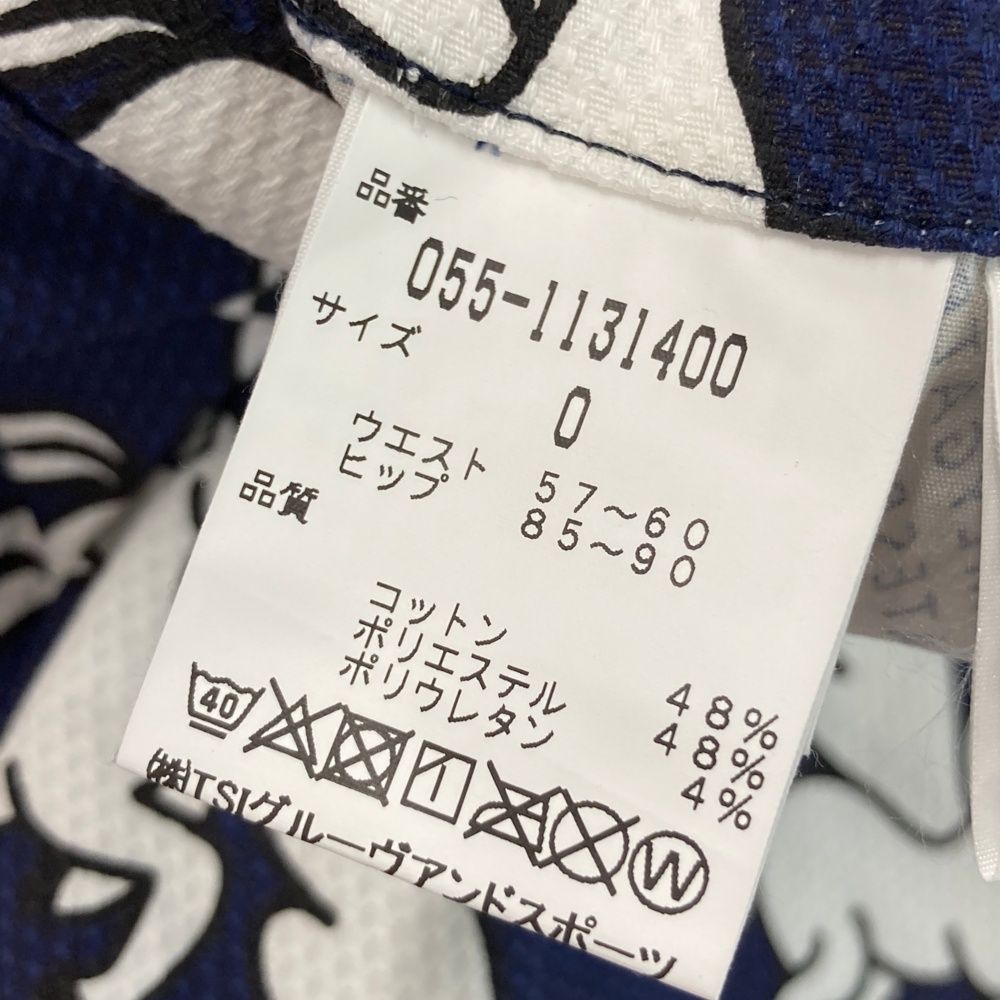 品番
055-1131400
サイズ
0
ウエスト 57～60
ヒップ 85～90
品質
コットン 48%
ポリエステル 48%
ポリウレタン 4%
40
W
㈱TSIグルーヴアンドスポーツ